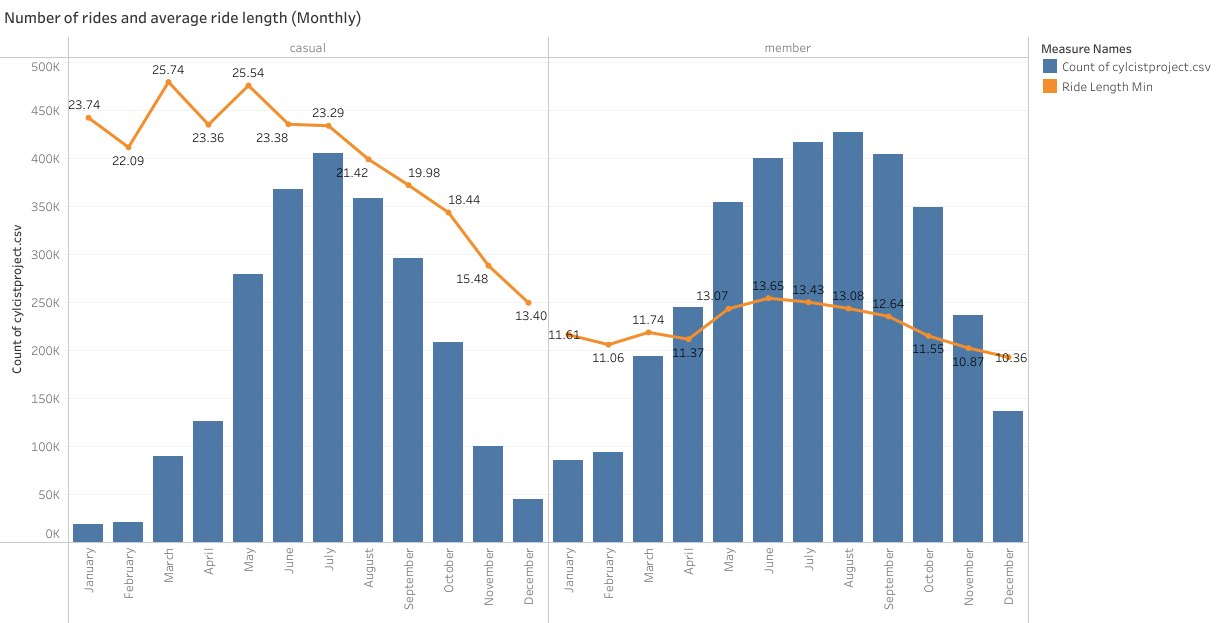 Number of rides and average ride length (Monthly)
casual
member
Measure Names
Count of cylcistproject.csv
Ride Length Min
Count of cylcistproject.csv
500K
450K
400K
350K
300K
250K
200K
150K
100K
50K
0K
23.74
22.09
25.74
23.36
25.54
23.38
23.29
21.42
19.98
18.44
15.48
13.40
11.61
11.06
11.74
11.37
13.07
13.65
13.43
13.08
12.64
11.55
10.87
10.36
January
February
March
April
May
June
July
August
September
October
November
December
January
February
March
April
May
June
July
August
September
October
November
December